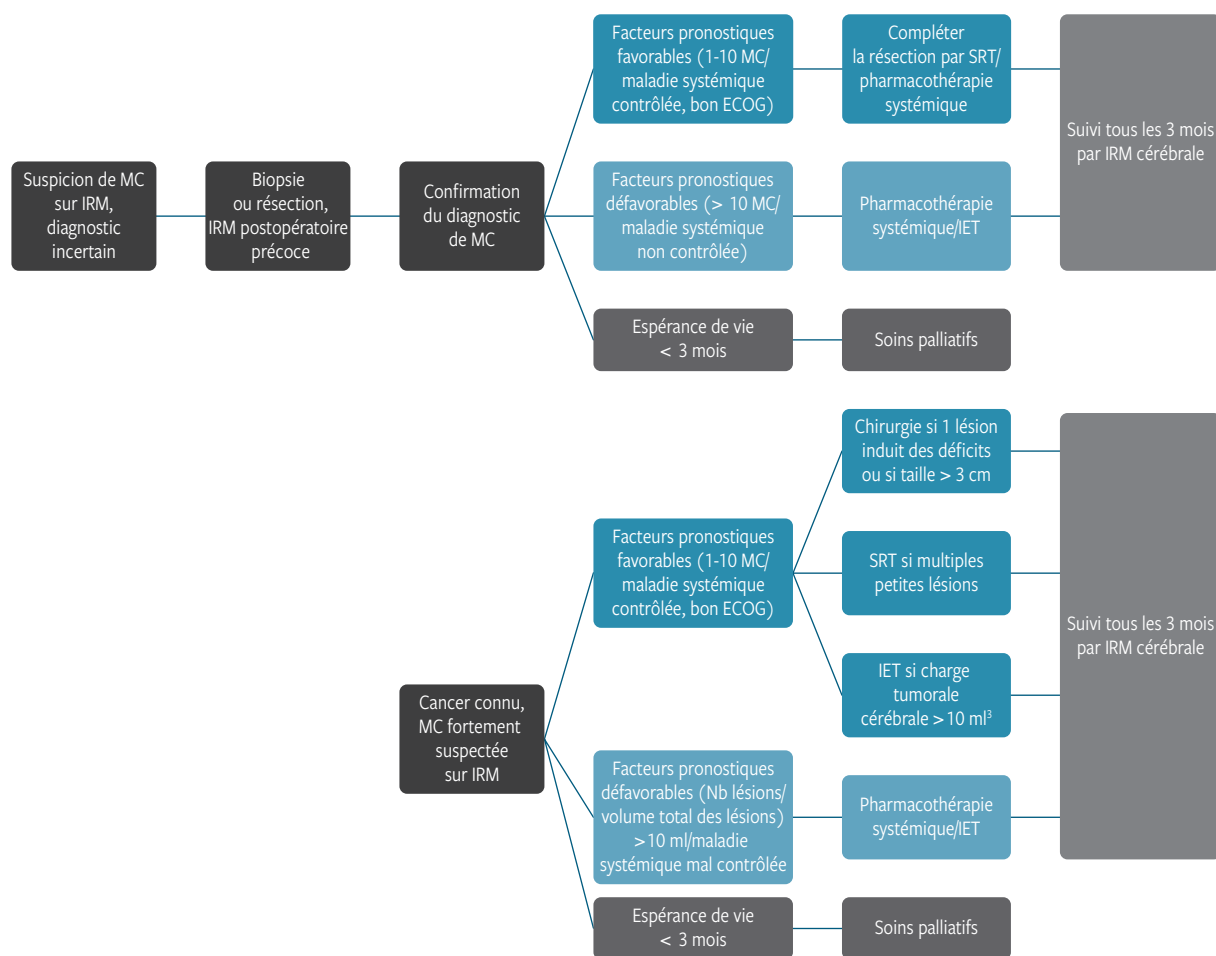 Suspicion de MC
sur IRM,
diagnostic
incertain
Biopsie
ou résection,
IRM postopératoire
précoce
Confirmation
du diagnostic
de MC
Facteurs pronostiques
favorables (1-10 MC/
maladie systémique
contrôlée, bon ECOG)
Compléter
la résection par SRT/
pharmacothérapie
systémique
Facteurs pronostiques
défavorables (> 10 MC/
maladie systémique
non contrôlée)
Pharmacothérapie
systémique/IET
Espérance de vie
< 3 mois
Soins palliatifs
Suivi tous les 3 mois
par IRM cérébrale
Cancer connu,
MC fortement
suspectée
sur IRM
Facteurs pronostiques
favorables (1-10 MC/
maladie systémique
contrôlée, bon ECOG)
Chirurgie si 1 lésion
induit des déficits
ou si taille > 3 cm
SRT si multiples
petites lésions
IET si charge
tumorale
cérébrale >10 ml³
Facteurs pronostiques
défavorables (Nb lésions/
volume total des lésions)
>10 ml/maladie
systémique mal contrôlée
Pharmacothérapie
systémique/IET
Espérance de vie
< 3 mois
Soins palliatifs
Suivi tous les 3 mois
par IRM cérébrale